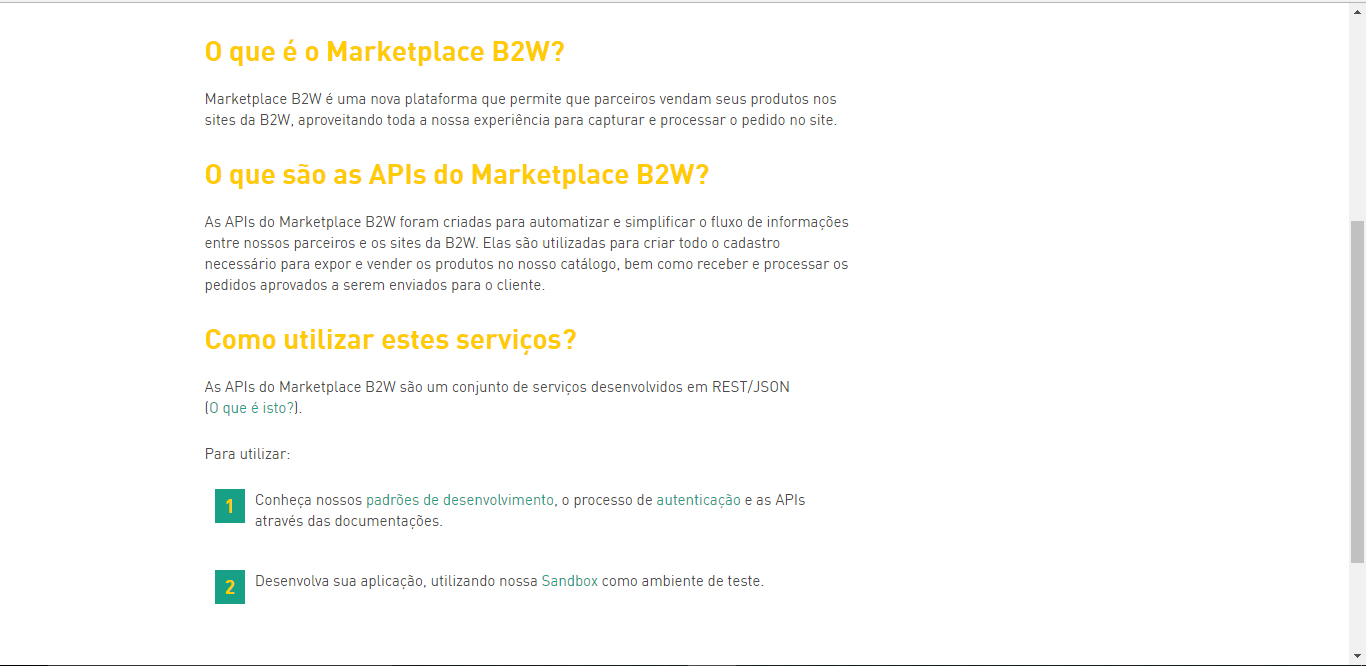 O que é o Marketplace B2W?
Marketplace B2W é uma nova plataforma que permite que parceiros vendam seus produtos nos
sites da B2W, aproveitando toda a nossa experiência para capturar e processar o pedido no site.
O que são as APIs do Marketplace B2W?
As APIs do Marketplace B2W foram criadas para automatizar e simplificar o fluxo de informações
entre nossos parceiros e os sites da B2W. Elas são utilizadas para criar todo o cadastro
necessário para expor e vender os produtos no nosso catálogo, bem como receber e processar os
pedidos aprovados a serem enviados para o cliente.
Como utilizar estes serviços?
As APIs do Marketplace B2W são um conjunto de serviços desenvolvidos em REST/JSON
(O que é isto?).
Para utilizar:
1 Conheça nossos padrões de desenvolvimento, o processo de autenticação e as APIs
através das documentações.
2 Desenvolva sua aplicação, utilizando nossa Sandbox como ambiente de teste.